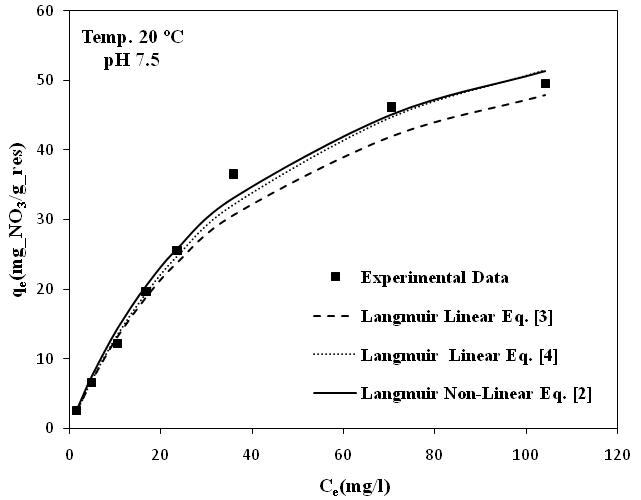 Temp. 20 ºC
pH 7.5
60
50
40
30
20
10
0
qe(mg_NO3/g_res)
Experimental Data
Langmuir Linear Eq. [3]
Langmuir Linear Eq. [4]
Langmuir Non-Linear Eq. [2]
0 20 40 60 80 100 120
Ce(mg/l)